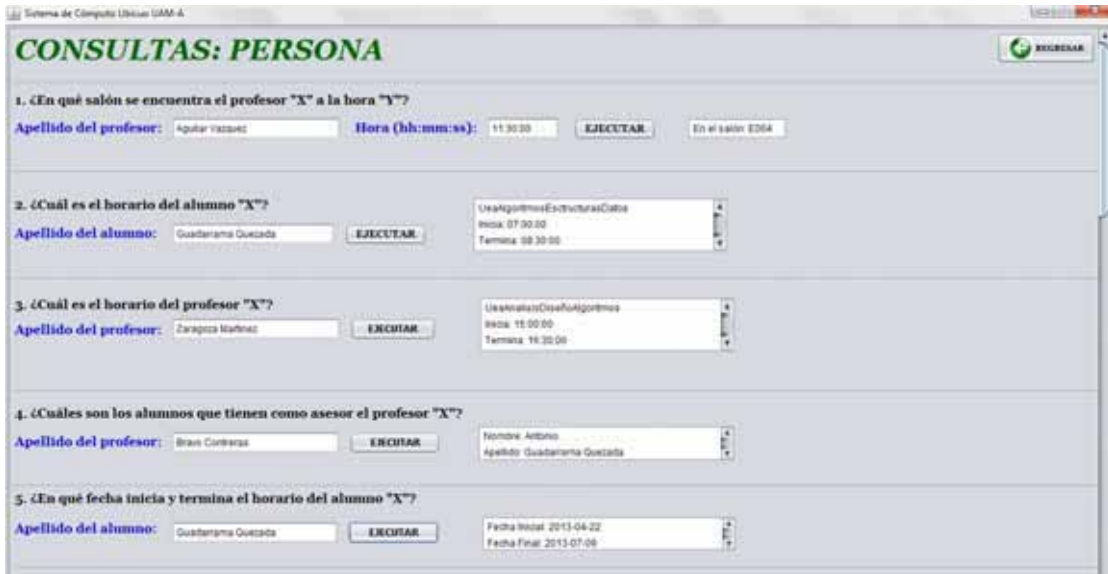 Sistema de Cómputo Ubicuo UAM-A
CONSULTAS: PERSONA
REGRESAR
1. ¿En qué salón se encuentra el profesor "X" a la hora "Y"?
Apellido del profesor: Aguilar Vazquez Hora (hh:mm:ss): 11:30:00 EJECUTAR En el salón: E004
2. ¿Cuál es el horario del alumno "X"?
UeaAlgoritmosEsctructurasDatos
Inicia: 07:00:00
Apellido del alumno: Guadarrama Quezada EJECUTAR
Termina: 08:30:00
3. ¿Cuál es el horario del profesor "X"?
UeaAnalisisDiseñoAlgoritmos
Inicia: 15:00:00
Apellido del profesor: Zaragoza Martinez EJECUTAR
Termina: 16:30:00
4. ¿Cuáles son los alumnos que tienen como asesor el profesor "X"?
Nombre: Antonio
Apellido del profesor: Bravo Contreras EJECUTAR
Apellido: Guadarrama Quezada
5. ¿En qué fecha inicia y termina el horario del alumno "X"?
Fecha Inicial: 2013-04-22
Apellido del alumno: Guadarrama Quezada EJECUTAR
Fecha Final: 2013-07-09